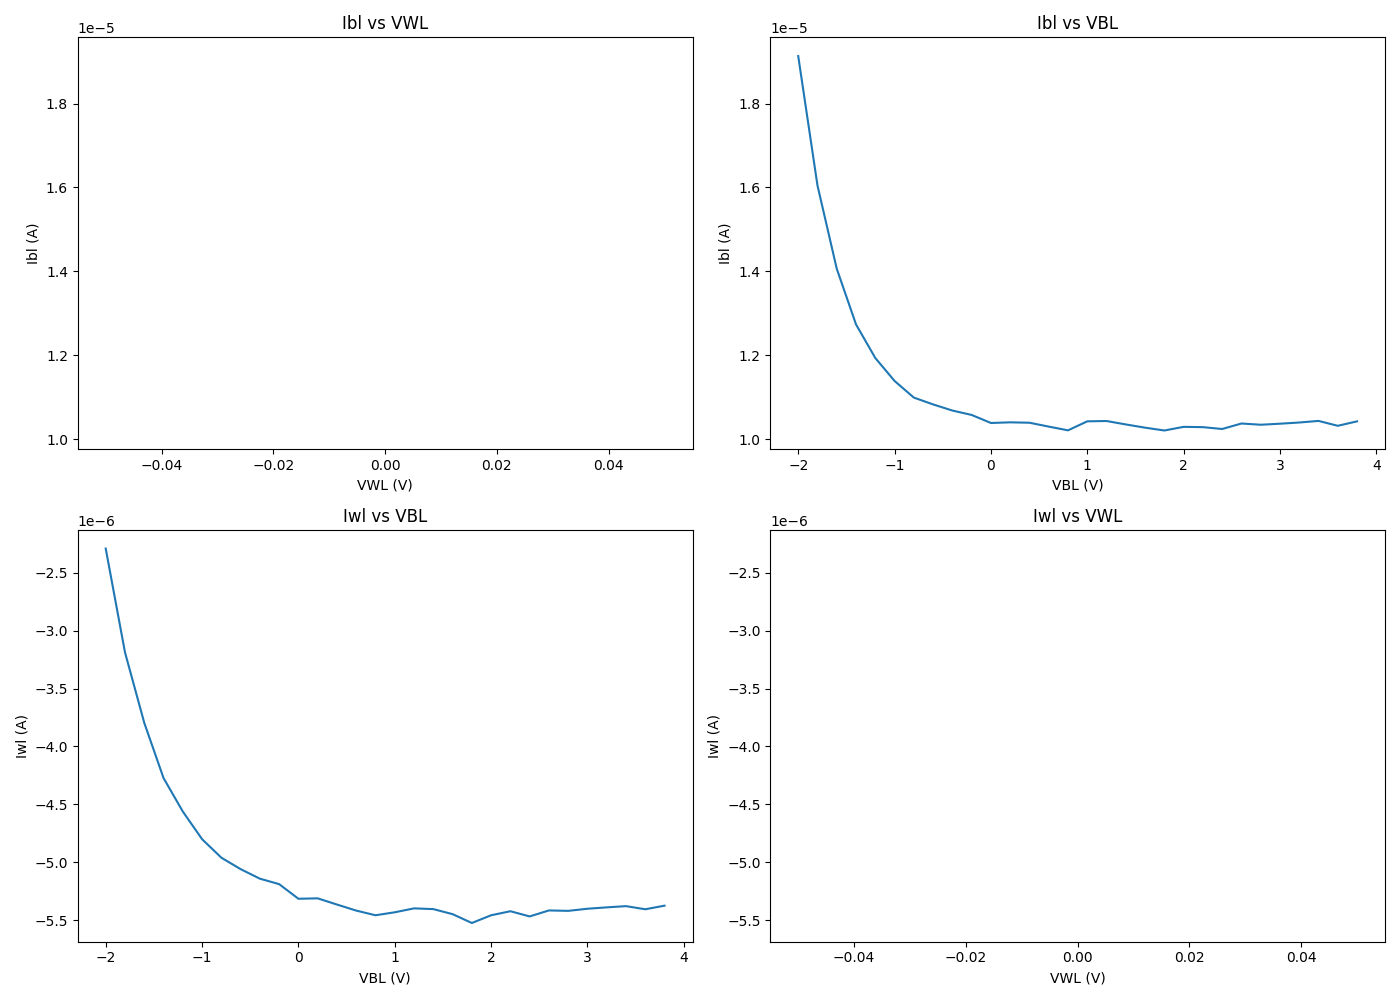 Ibl vs VWL
1e−5
Ibl (A)
1.8
1.6
1.4
1.2
1.0
−0.04 −0.02 0.00 0.02 0.04
VWL (V)
Ibl vs VBL
1e−5
Ibl (A)
1.8
1.6
1.4
1.2
1.0
−2 −1 0 1 2 3 4
VBL (V)
Iwl vs VBL
1e−6
Iwl (A)
−2.5
−3.0
−3.5
−4.0
−4.5
−5.0
−5.5
−2 −1 0 1 2 3 4
VBL (V)
Iwl vs VWL
1e−6
Iwl (A)
−2.5
−3.0
−3.5
−4.0
−4.5
−5.0
−5.5
−0.04 −0.02 0.00 0.02 0.04
VWL (V)